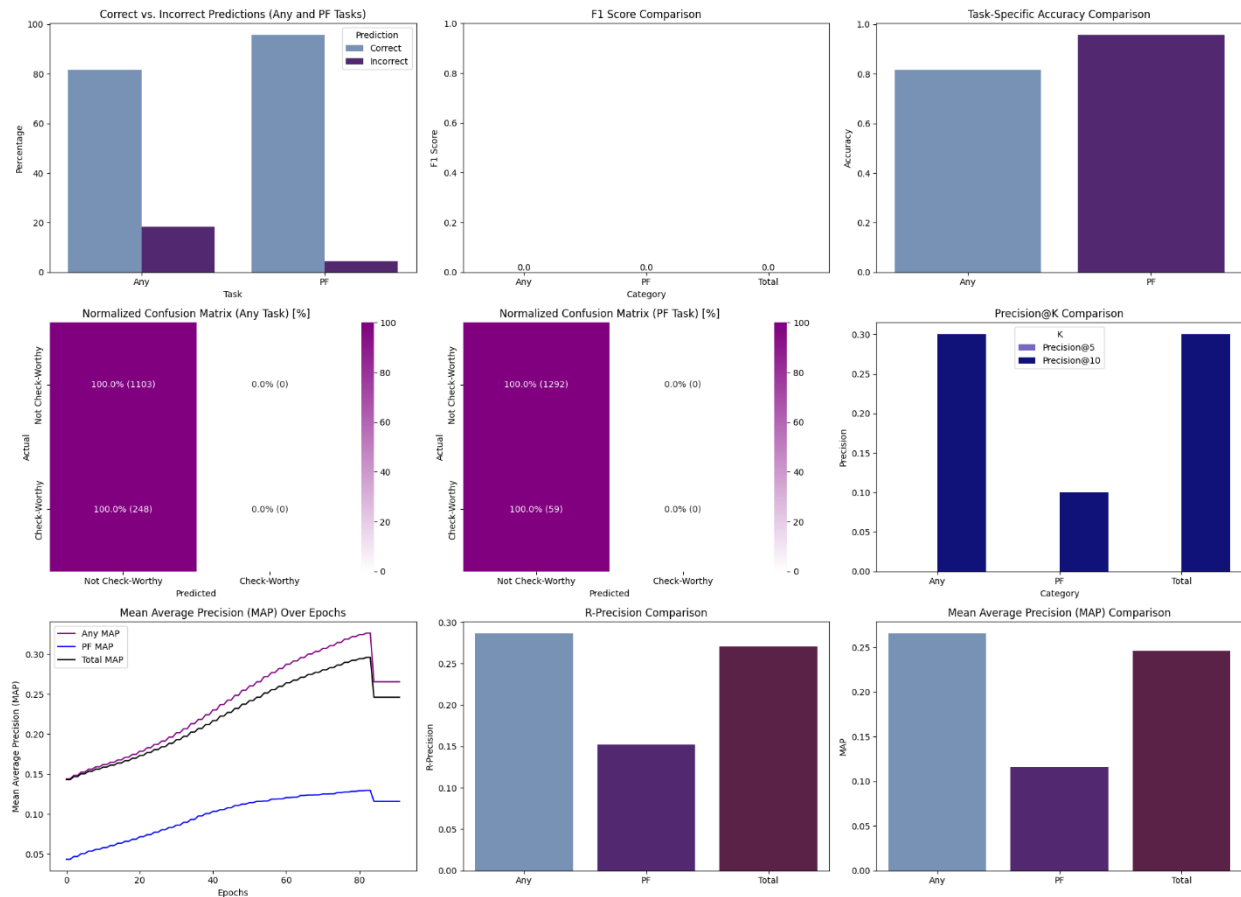 Correct vs. Incorrect Predictions (Any and PF Tasks)
Percentage
100
80
60
40
20
0
Prediction
Correct
Incorrect
Any
PF
Task
F1 Score Comparison
F1 Score
1.0
0.8
0.6
0.4
0.2
0.0
0.0
0.0
0.0
Any
PF
Total
Category
Task-Specific Accuracy Comparison
Accuracy
1.0
0.8
0.6
0.4
0.2
0.0
Any
PF
Normalized Confusion Matrix (Any Task) [%]
Actual
Not Check-Worthy
Check-Worthy
100.0% (1103)
0.0% (0)
100.0% (248)
0.0% (0)
Not Check-Worthy
Check-Worthy
Predicted
100
80
60
40
20
0
Normalized Confusion Matrix (PF Task) [%]
Actual
Not Check-Worthy
Check-Worthy
100.0% (1292)
0.0% (0)
100.0% (59)
0.0% (0)
Not Check-Worthy
Check-Worthy
Predicted
100
80
60
40
20
0
Precision@K Comparison
Precision
0.30
0.25
0.20
0.15
0.10
0.05
0.00
K
Precision@5
Precision@10
Any
PF
Total
Category
Mean Average Precision (MAP) Over Epochs
Mean Average Precision (MAP)
0.30
0.25
0.20
0.15
0.10
0.05
Any MAP
PF MAP
Total MAP
0
20
40
60
80
Epochs
R-Precision Comparison
R-Precision
0.30
0.25
0.20
0.15
0.10
0.05
0.00
Any
PF
Total
Mean Average Precision (MAP) Comparison
MAP
0.30
0.25
0.20
0.15
0.10
0.05
0.00
Any
PF
Total